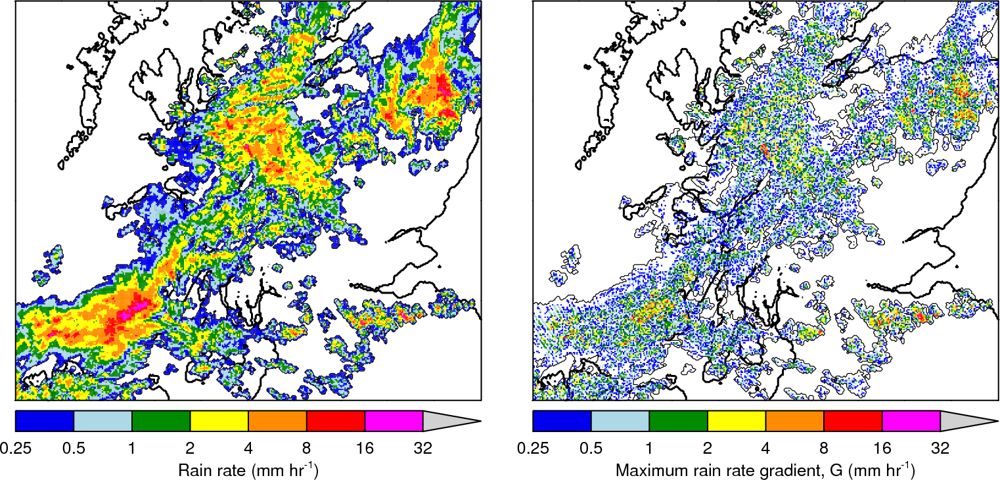 0.25 0.5 1 2 4 8 16 32
Rain rate (mm hr⁻¹)
0.25 0.5 1 2 4 8 16 32
Maximum rain rate gradient, G (mm hr⁻¹)